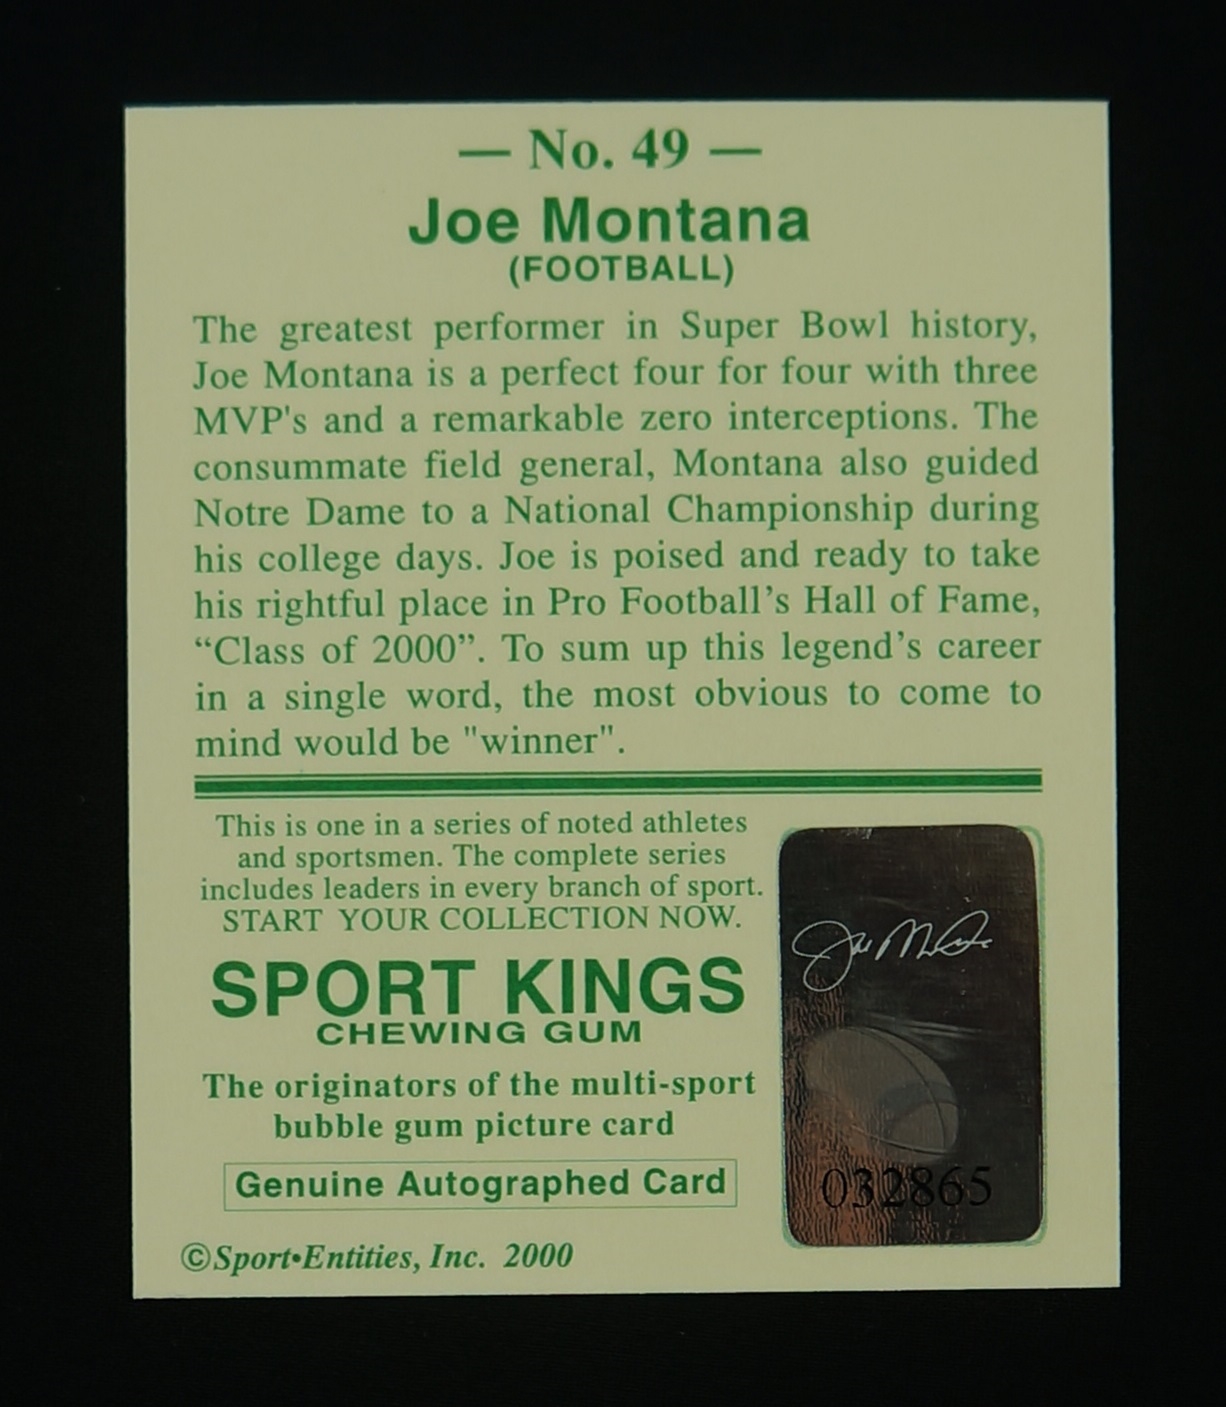 — No. 49 —
Joe Montana
(FOOTBALL)
The greatest performer in Super Bowl history,
Joe Montana is a perfect four for four with three
MVP's and a remarkable zero interceptions. The
consummate field general, Montana also guided
Notre Dame to a National Championship during
his college days. Joe is poised and ready to take
his rightful place in Pro Football’s Hall of Fame,
“Class of 2000”. To sum up this legend’s career
in a single word, the most obvious to come to
mind would be "winner".
This is one in a series of noted athletes
and sportsmen. The complete series
includes leaders in every branch of sport.
START YOUR COLLECTION NOW.
SPORT KINGS
CHEWING GUM
The originators of the multi-sport
bubble gum picture card
Genuine Autographed Card
©Sport•Entities, Inc. 2000
Joe Montana
032865